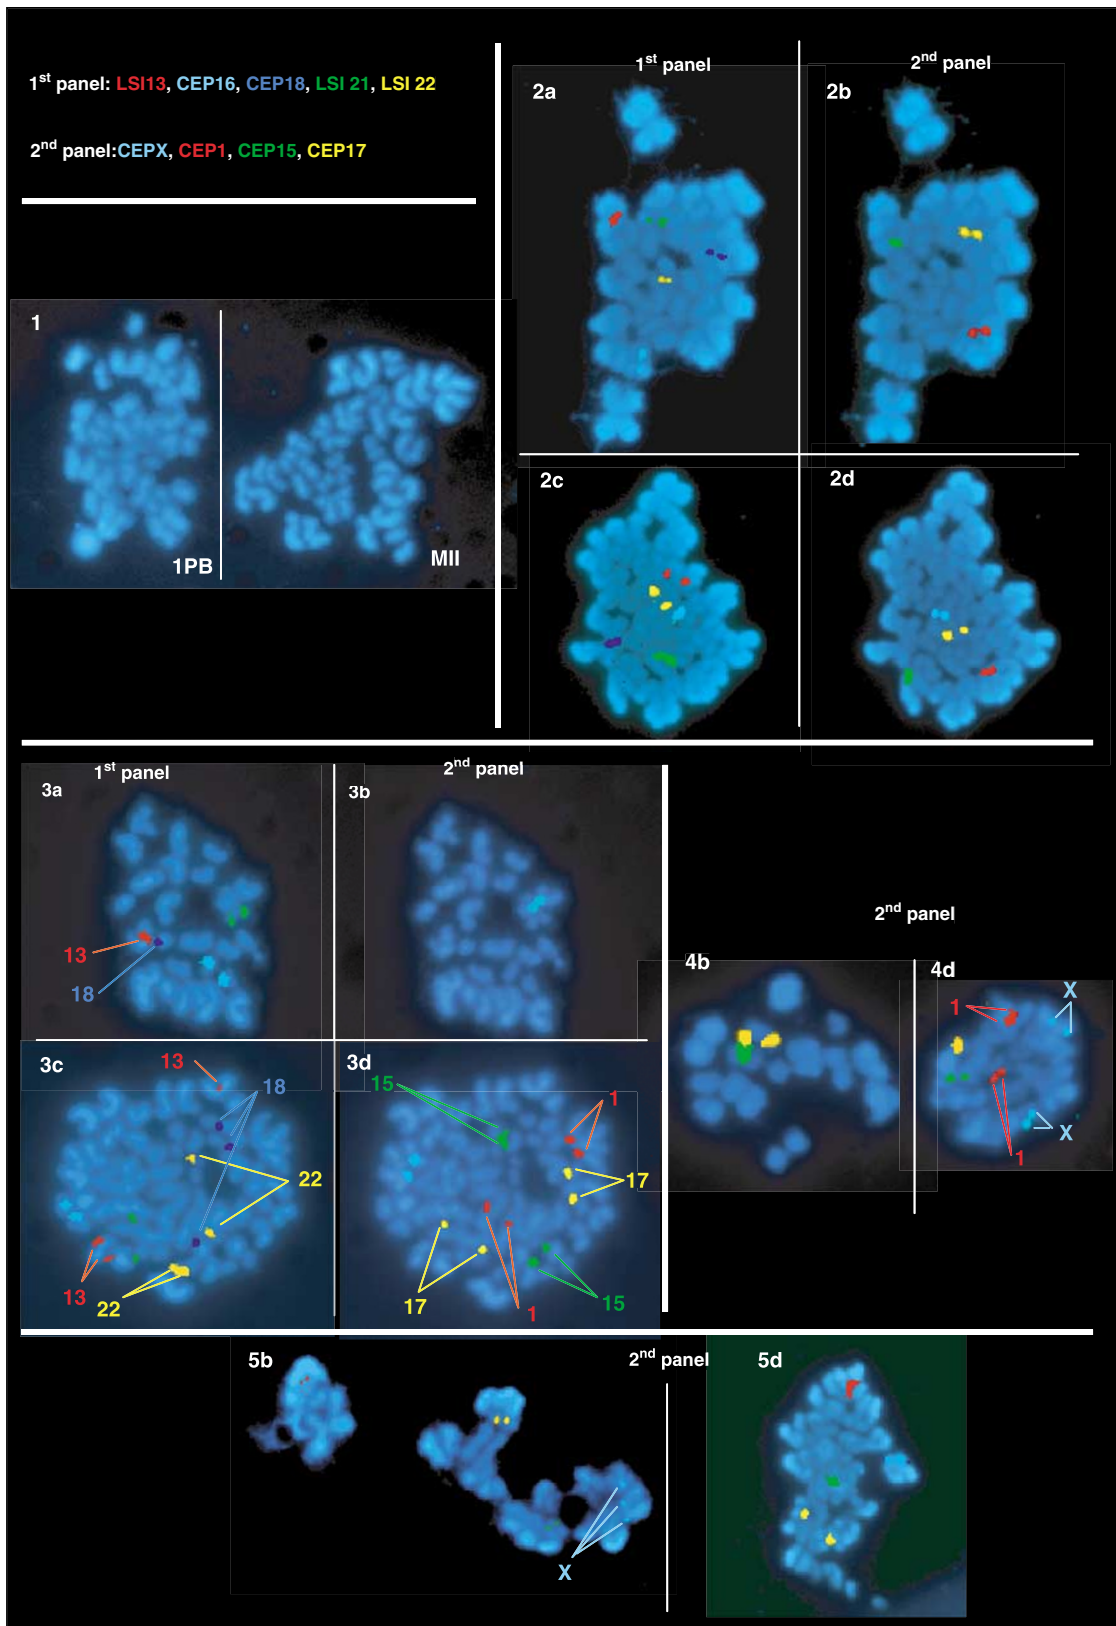 1st panel: LSI13, CEP16, CEP18, LSI 21, LSI 22
2nd panel:CEPX, CEP1, CEP15, CEP17
1st panel
2nd panel
2a
2b
1
1PB
MII
2c
2d
1st panel
2nd panel
3a
3b
13
18
2nd panel
4b
4d
1
X
X
1
3c
13
18
22
13
22
3d
15
1
17
17
1
15
5b
2nd panel
5d
X